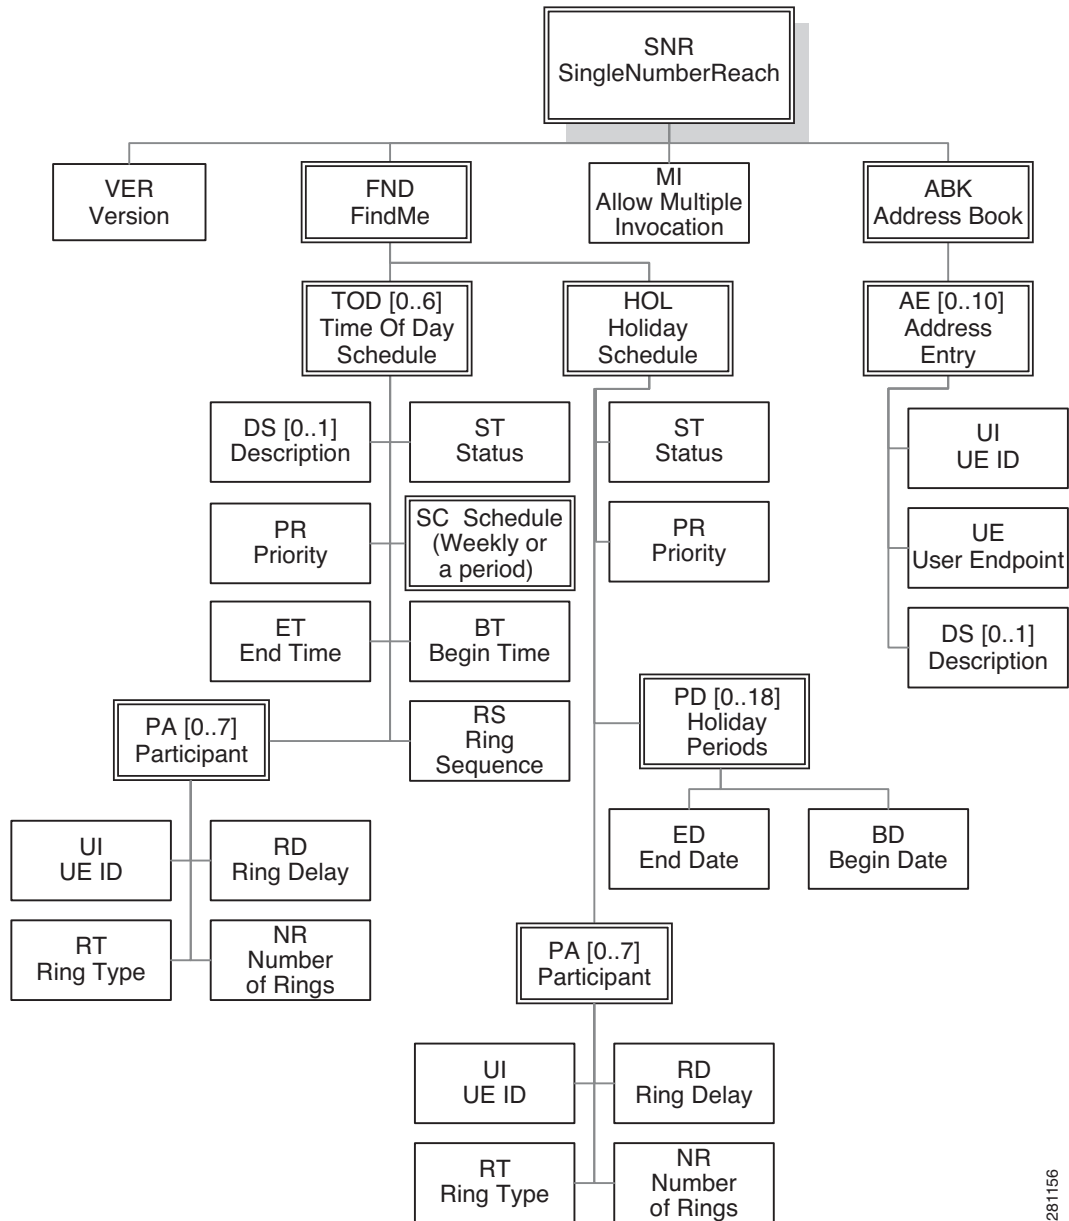 SNR
SingleNumberReach
VER
Version
FND
FindMe
MI
Allow Multiple
Invocation
ABK
Address Book
TOD [0..6]
Time Of Day
Schedule
HOL
Holiday
Schedule
AE [0..10]
Address
Entry
DS [0..1]
Description
ST
Status
ST
Status
UI
UE ID
PR
Priority
SC Schedule
(Weekly or
a period)
PR
Priority
UE
User Endpoint
ET
End Time
BT
Begin Time
DS [0..1]
Description
PA [0..7]
Participant
RS
Ring
Sequence
PD [0..18]
Holiday
Periods
UI
UE ID
RD
Ring Delay
ED
End Date
BD
Begin Date
RT
Ring Type
NR
Number
of Rings
PA [0..7]
Participant
UI
UE ID
RD
Ring Delay
RT
Ring Type
NR
Number
of Rings
281156